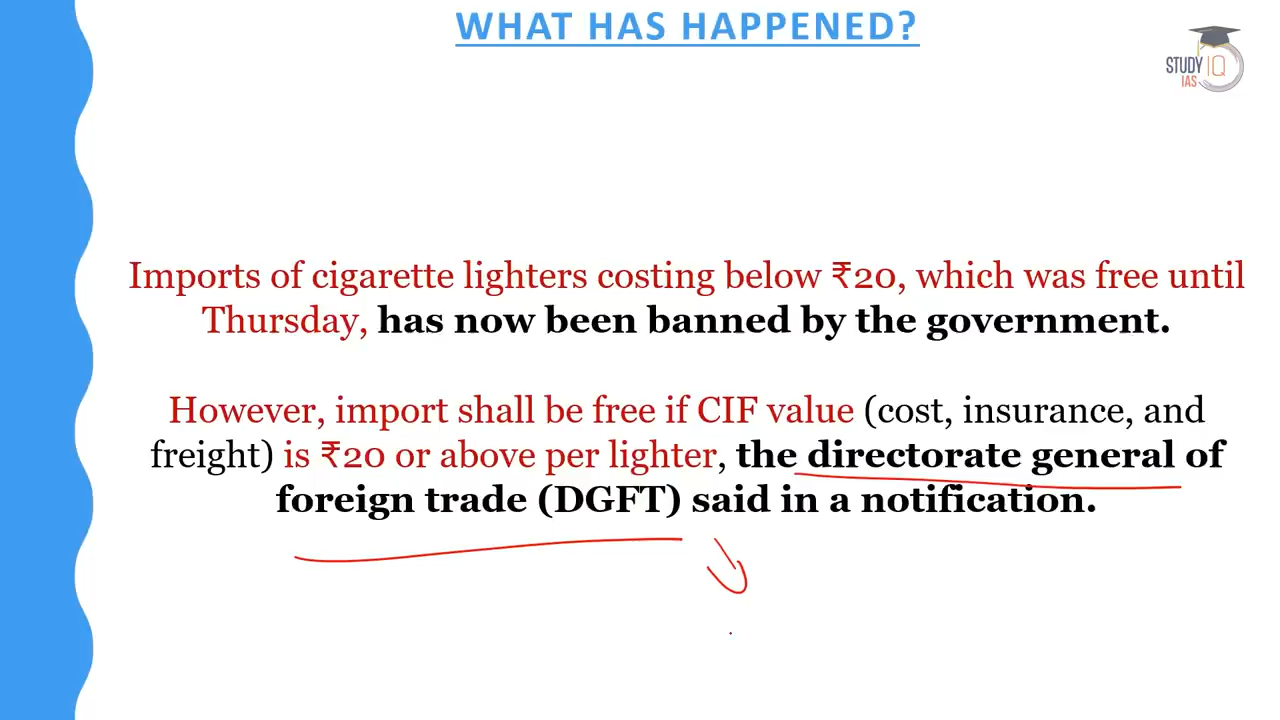 WHAT HAS HAPPENED?
STUDY IQ
IAS
Imports of cigarette lighters costing below ₹20, which was free until
Thursday, has now been banned by the government.
However, import shall be free if CIF value (cost, insurance, and
freight) is ₹20 or above per lighter, the directorate general of
foreign trade (DGFT) said in a notification.